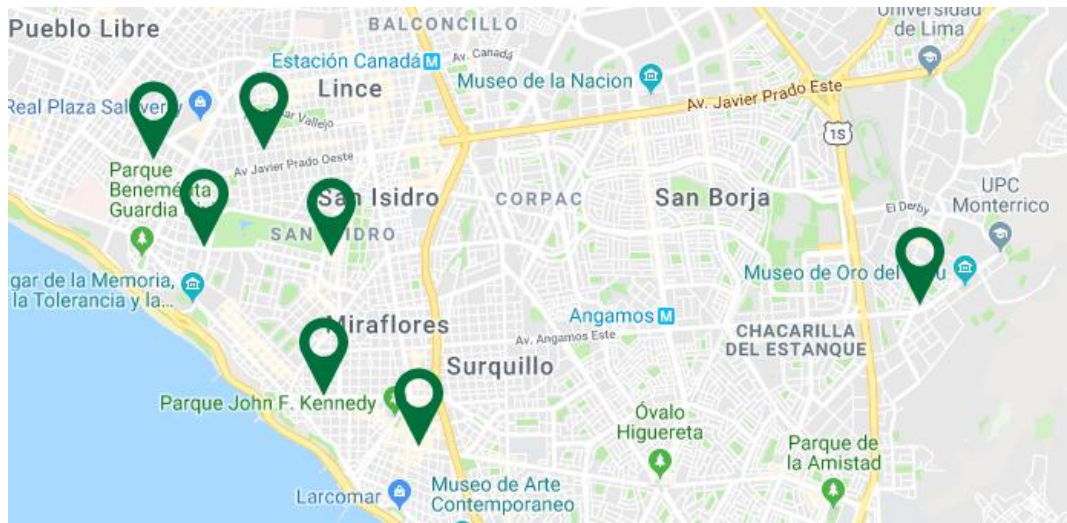 Universidad
de Lima
Pueblo Libre
BALCONCILLO
Av. Canadá
Estación Canadá M
Museo de la Nacion
Lince
Real Plaza
Av. Javier Prado Este
1S
Av Javier Prado Oeste
Parque
Guardia
San Isidro
CORPAC
San Borja
UPC
Monterrico
El Derby
SAN
Museo de Oro del
gar de la Memoria,
la Tolerancia y la...
Miraflores
Angamos M
Av. Angamos Este
CHACARILLA
DEL ESTANQUE
Surquillo
Parque John F. Kennedy
Óvalo
Higuereta
Parque de
la Amistad
Larcomar
Museo de Arte
Contemporaneo